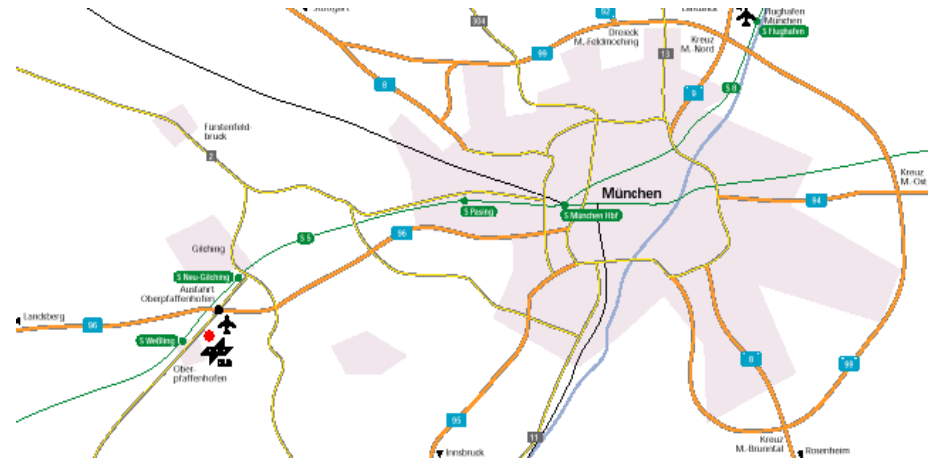 Stuttgart
304
92
Dreieck
M.-Feldmoching
Landshut
Flughafen
München
S Flughafen
Kreuz
M.-Nord
99
13
8
9
S 8
Fürstenfeld-
bruck
2
Kreuz
M.-Ost
München
94
S Pasing
S München Hbf
S 5
96
Gilching
S Neu-Gilching
Ausfahrt
Oberpfaffenhofen
Landsberg
96
S Weßling
DLR
Ober-
pfaffenhofen
8
99
95
11
Innsbruck
Kreuz
M.-Brunntal
Rosenheim